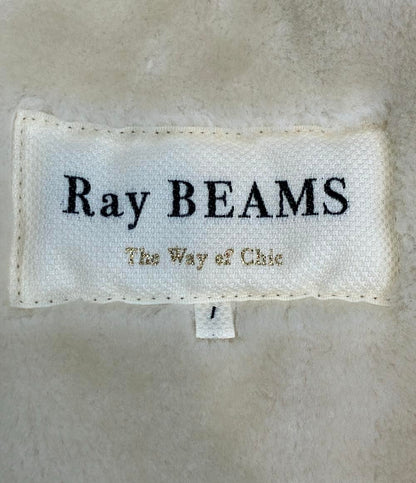 Ray BEAMS
The Way of Chic
1